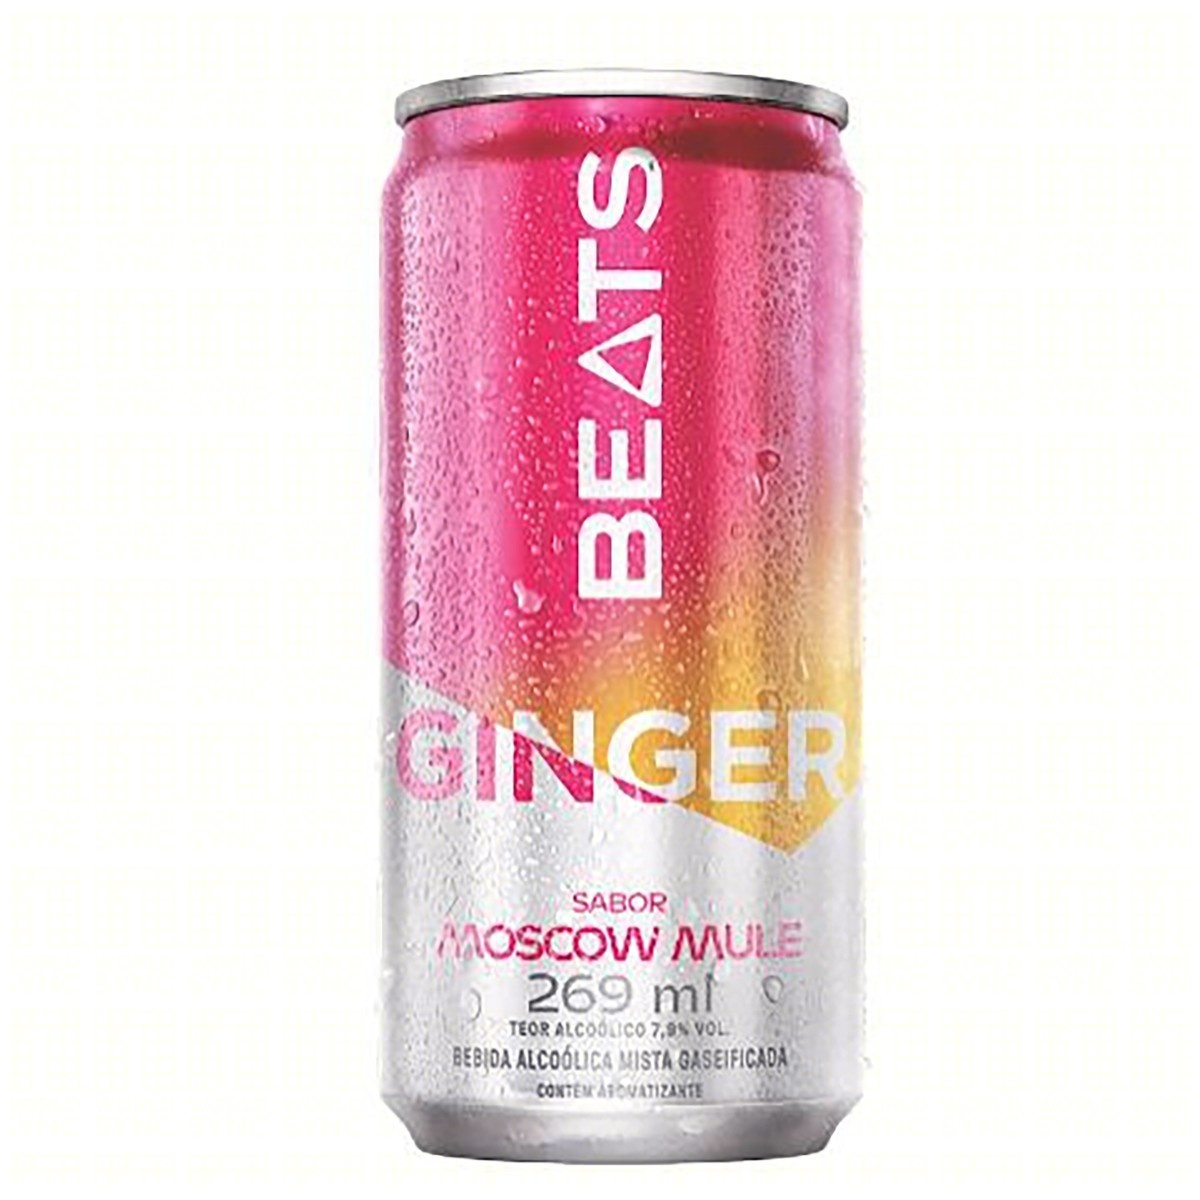 BEATS
GINGER
SABOR
MOSCOW MULE
269 ml
TEOR ALCOÓLICO 7,9% VOL.
BEBIDA ALCOÓLICA MISTA GASEIFICADA
CONTÉM AROMATIZANTE